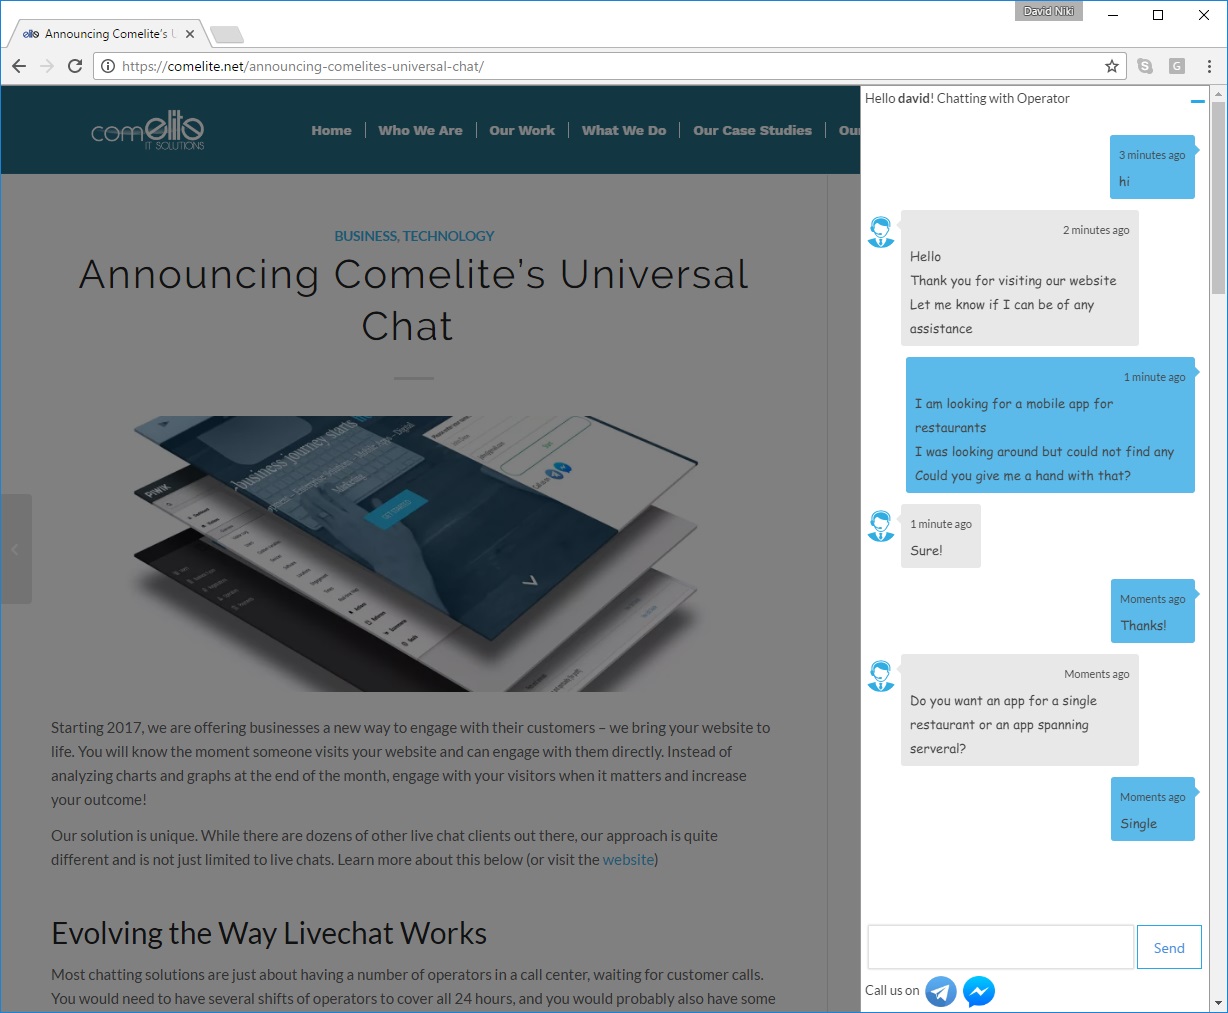 David Niki
elite Announcing Comelite's U
https://comelite.net/announcing-comelites-universal-chat/
comelite
IT SOLUTIONS
Home
Who We Are
Our Work
What We Do
Our Case Studies
Ou
BUSINESS, TECHNOLOGY
Announcing Comelite's Universal
Chat
business journey starts
Marketing
GET STARTED
PIWIK
Starting 2017, we are offering businesses a new way to engage with their customers – we bring your website to
life. You will know the moment someone visits your website and can engage with them directly. Instead of
analyzing charts and graphs at the end of the month, engage with your visitors when it matters and increase
your outcome!
Our solution is unique. While there are dozens of other live chat clients out there, our approach is quite
different and is not just limited to live chats. Learn more about this below (or visit the website)
Evolving the Way Livechat Works
Most chatting solutions are just about having a number of operators in a call center, waiting for customer calls.
You would need to have several shifts of operators to cover all 24 hours, and you would probably also have some
Hello david! Chatting with Operator
3 minutes ago
hi
2 minutes ago
Hello
Thank you for visiting our website
Let me know if I can be of any
assistance
1 minute ago
I am looking for a mobile app for
restaurants
I was looking around but could not find any
Could you give me a hand with that?
1 minute ago
Sure!
Moments ago
Thanks!
Moments ago
Do you want an app for a single
restaurant or an app spanning
serveral?
Moments ago
Single
Send
Call us on